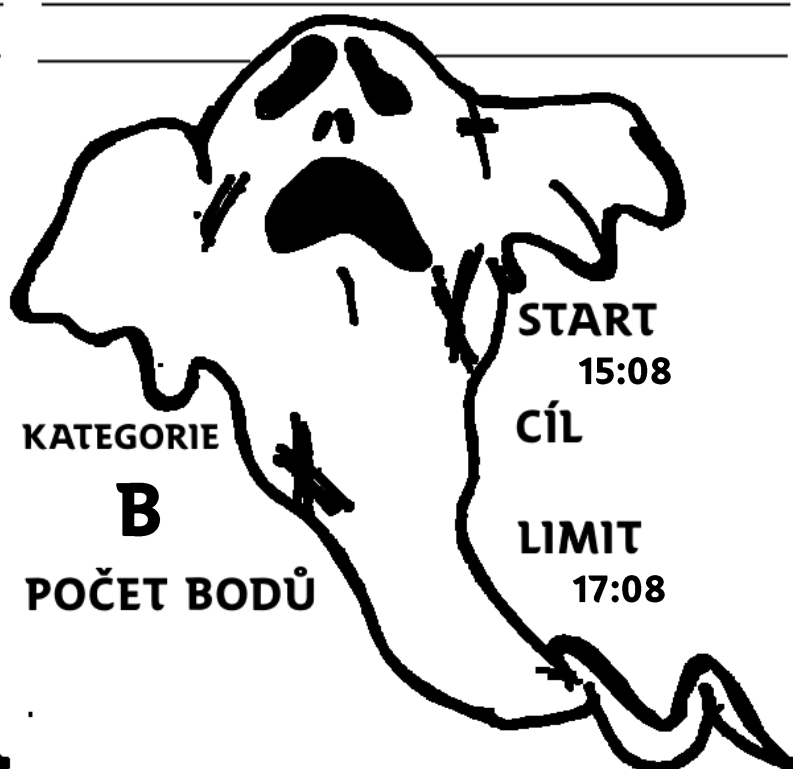 START
15:08
CÍL
KATEGORIE
B
LIMIT
17:08
POČET BODŮ